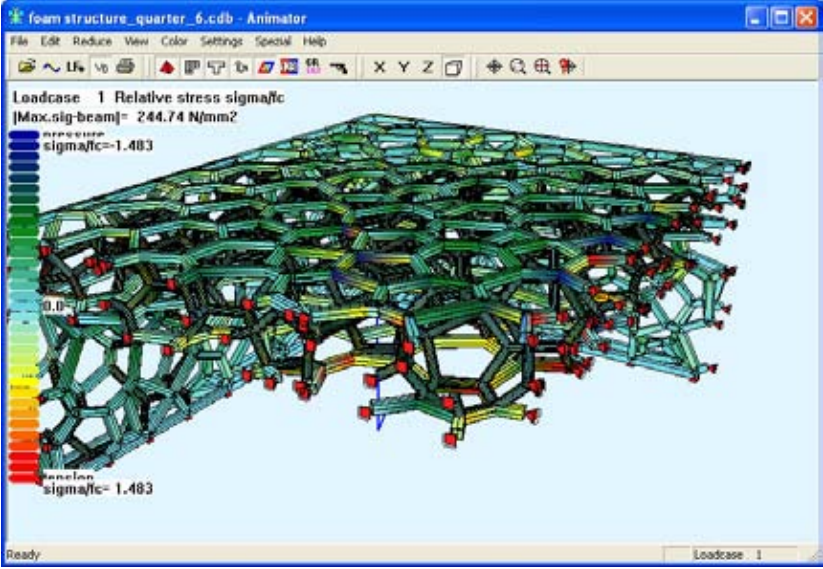 foam structure_quarter_6.cdb - Animator
File Edit Reduce View Color Settings Spezial Help
X Y Z
Loadcase 1 Relative stress sigma/fc
|Max.sig-beam|= 244.74 N/mm2
pressure
sigma/fc=-1.483
0.0
tension
sigma/fc= 1.483
Ready
Loadcase 1